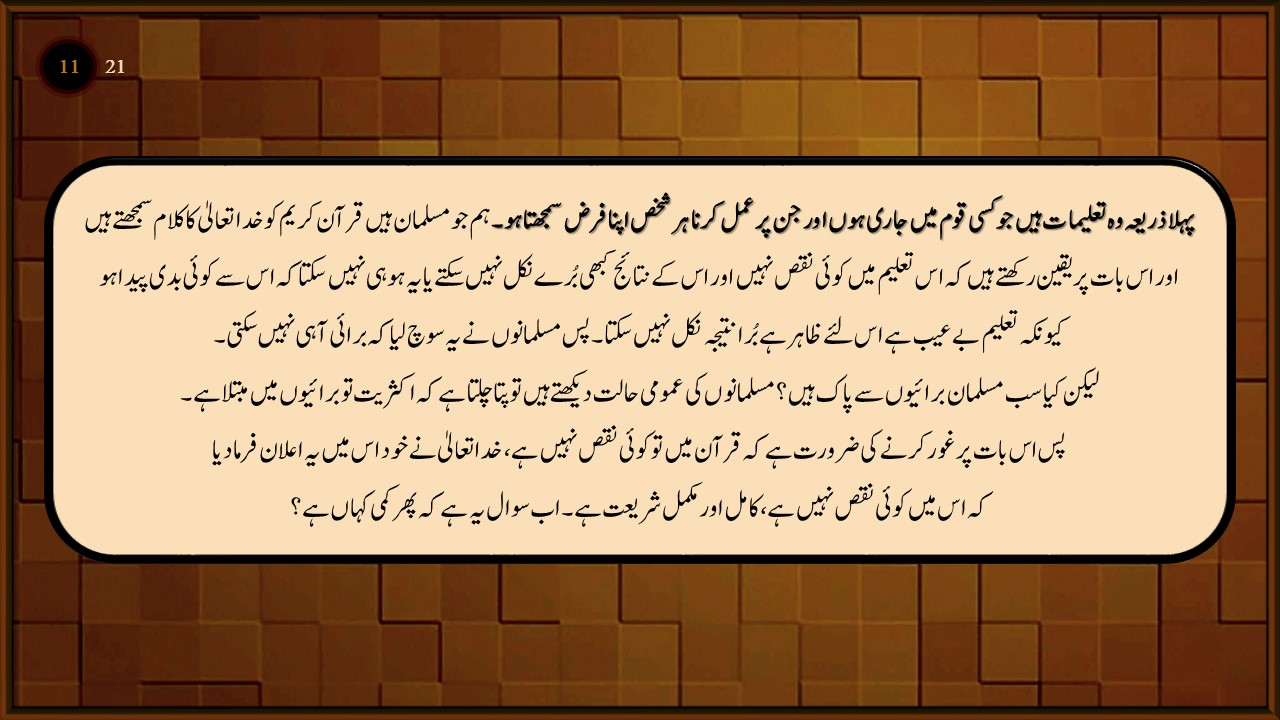 11 21
پہلا ذریعہ وہ تعلیمات ہیں جو کسی قوم میں جاری ہوں اور جن پر عمل کرنا ہر شخص اپنا فرض سمجھتا ہو۔ ہم جو مسلمان ہیں قرآن کریم کو خدا تعالیٰ کا کلام سمجھتے ہیں
اور اس بات پر یقین رکھتے ہیں کہ اس تعلیم میں کوئی نقص نہیں اور اس کے نتائج کبھی بُرے نکل نہیں سکتے یا یہ ہو ہی نہیں سکتا کہ اس سے کوئی بدی پیدا ہو
کیونکہ تعلیم بے عیب ہے اس لئے ظاہر ہے بُرا نتیجہ نکل نہیں سکتا۔ پس مسلمانوں نے یہ سوچ لیا کہ برائی آہی نہیں سکتی۔
لیکن کیا سب مسلمان برائیوں سے پاک ہیں؟ مسلمانوں کی عمومی حالت دیکھتے ہیں تو پتا چلتا ہے کہ اکثریت تو برائیوں میں مبتلا ہے۔
پس اس بات پر غور کرنے کی ضرورت ہے کہ قرآن میں تو کوئی نقص نہیں ہے، خدا تعالیٰ نے خود اس میں یہ اعلان فرما دیا
کہ اس میں کوئی نقص نہیں ہے، کامل اور مکمل شریعت ہے۔ اب سوال یہ ہے کہ پھر کمی کہاں ہے؟